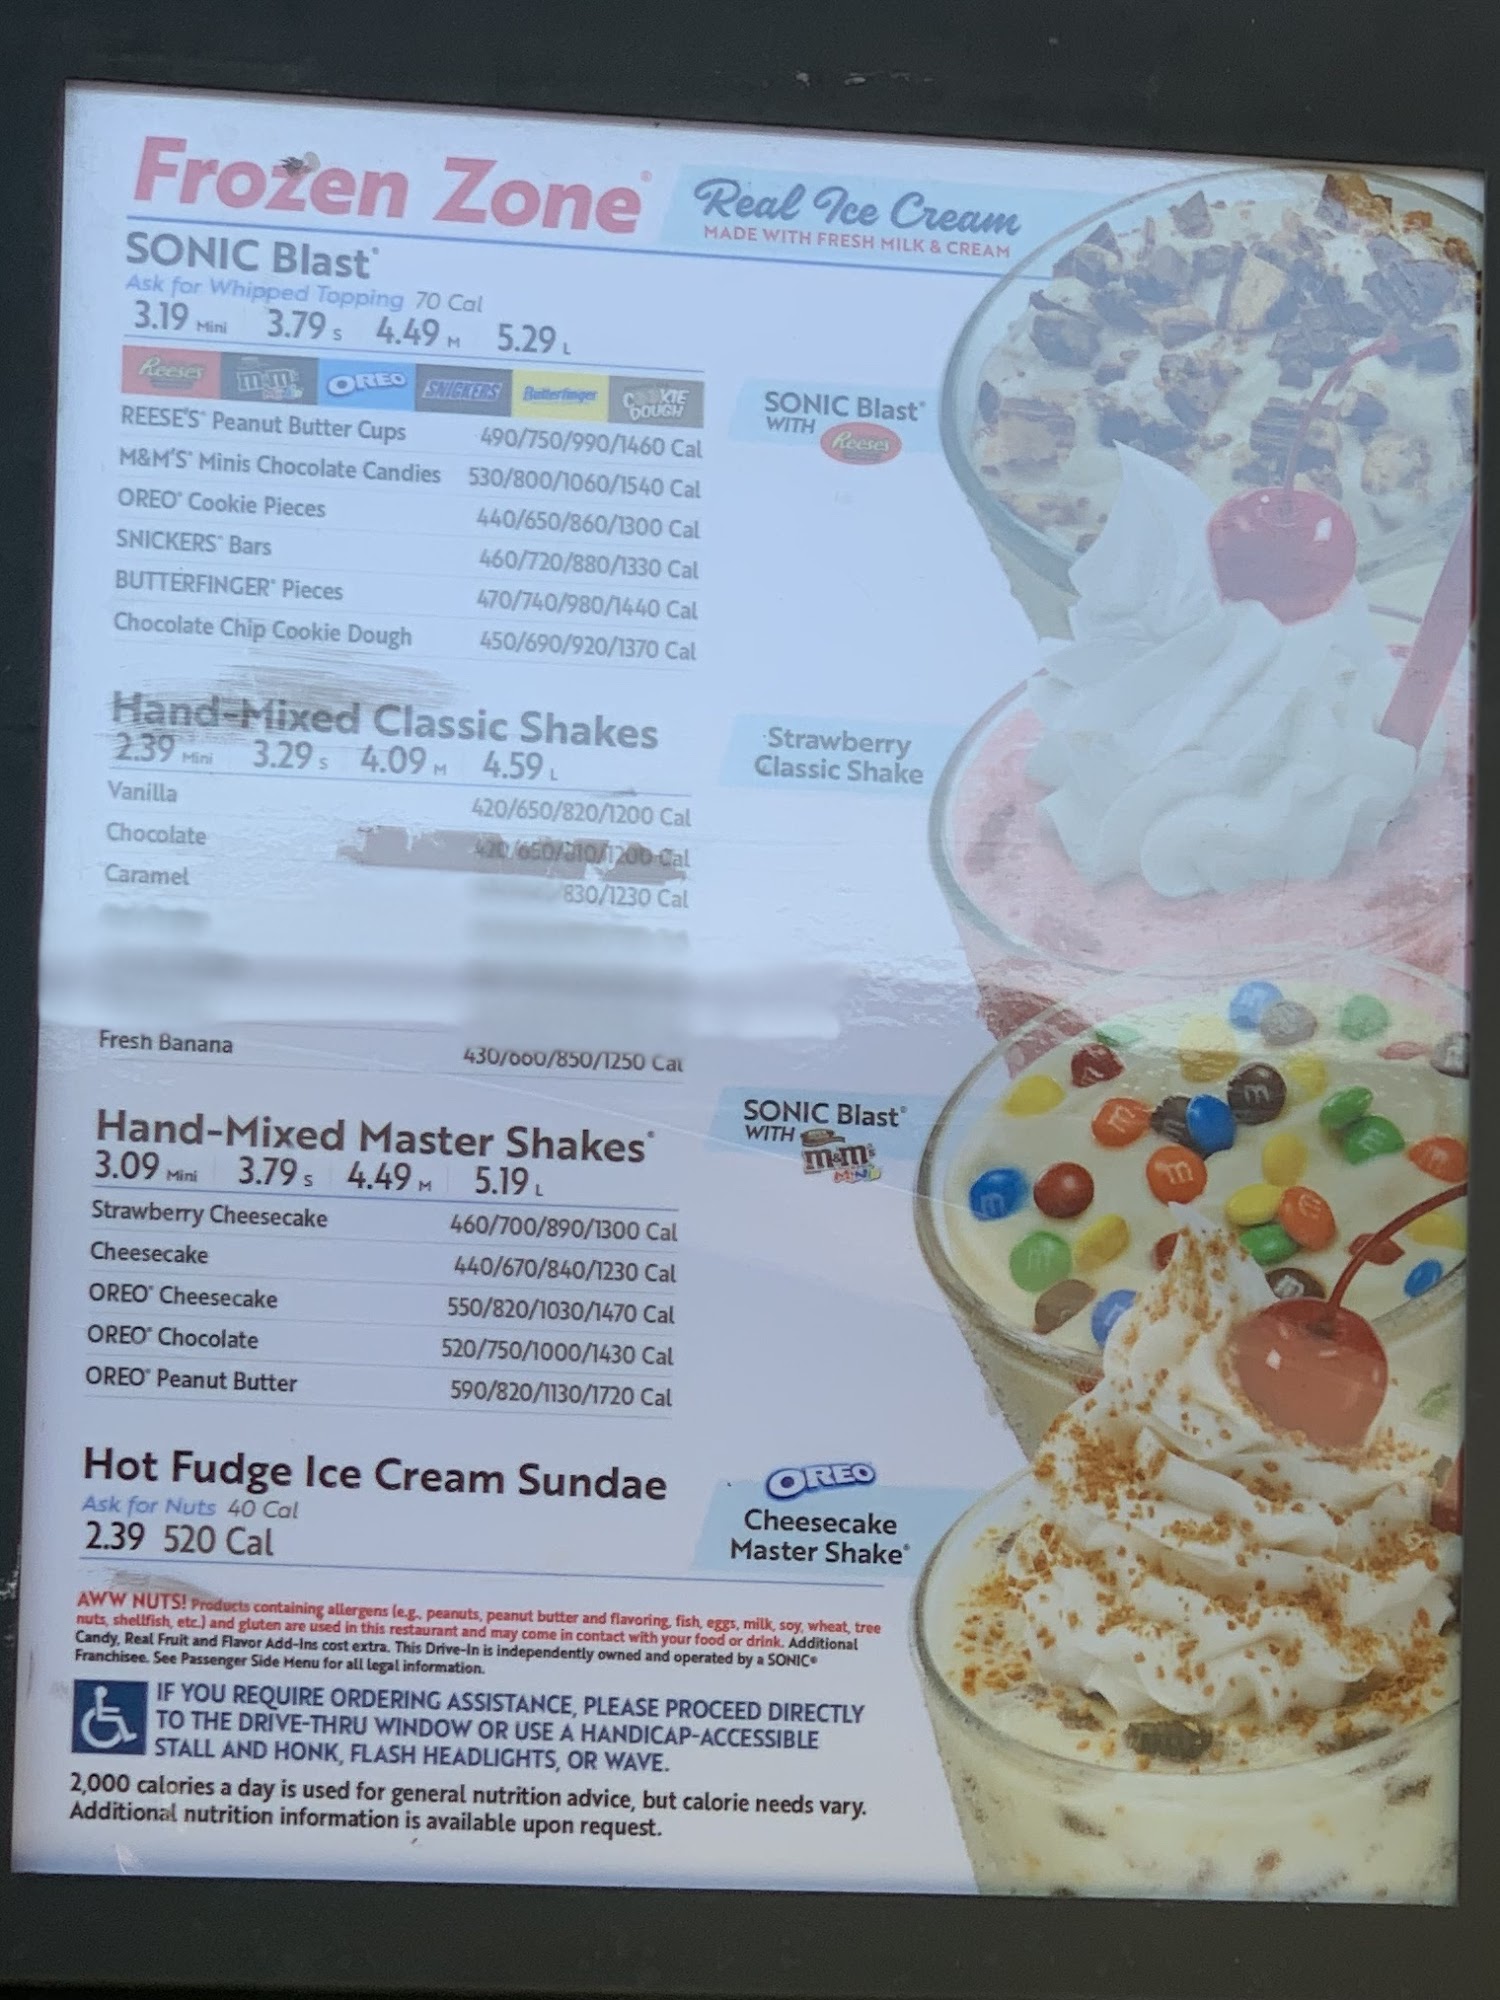 Frozen Zone®
Real Ice Cream
MADE WITH FRESH MILK & CREAM
SONIC Blast®
Ask for Whipped Topping 70 Cal
3.19 Mini 3.79 S 4.49 M 5.29 L
Reese's m&m's OREO SNICKERS Butterfinger COOKIE DOUGH
REESE'S® Peanut Butter Cups 490/750/990/1460 Cal
M&M'S® Minis Chocolate Candies 530/800/1060/1540 Cal
OREO® Cookie Pieces 440/650/860/1300 Cal
SNICKERS® Bars 460/720/880/1330 Cal
BUTTERFINGER® Pieces 470/740/980/1440 Cal
Chocolate Chip Cookie Dough 450/690/920/1370 Cal
SONIC Blast®
WITH Reese's
Hand-Mixed Classic Shakes
2.39 Mini 3.29 S 4.09 M 4.59 L
Vanilla 420/650/820/1200 Cal
Chocolate Cal
Caramel 830/1230 Cal
Fresh Banana 430/660/850/1250 Cal
Strawberry
Classic Shake
Hand-Mixed Master Shakes®
3.09 Mini 3.79 S 4.49 M 5.19 L
Strawberry Cheesecake 460/700/890/1300 Cal
Cheesecake 440/670/840/1230 Cal
OREO® Cheesecake 550/820/1030/1470 Cal
OREO® Chocolate 520/750/1000/1430 Cal
OREO® Peanut Butter 590/820/1130/1720 Cal
SONIC Blast®
WITH m&m's
MINIS
Hot Fudge Ice Cream Sundae
Ask for Nuts 40 Cal
2.39 520 Cal
OREO
Cheesecake
Master Shake®
AWW NUTS! Products containing allergens (e.g., peanuts, peanut butter and flavoring, fish, eggs, milk, soy, wheat, tree
nuts, shellfish, etc.) and gluten are used in this restaurant and may come in contact with your food or drink. Additional
Candy, Real Fruit and Flavor Add-Ins cost extra. This Drive-In is independently owned and operated by a SONIC®
Franchisee. See Passenger Side Menu for all legal information.
IF YOU REQUIRE ORDERING ASSISTANCE, PLEASE PROCEED DIRECTLY
TO THE DRIVE-THRU WINDOW OR USE A HANDICAP-ACCESSIBLE
STALL AND HONK, FLASH HEADLIGHTS, OR WAVE.
2,000 calories a day is used for general nutrition advice, but calorie needs vary.
Additional nutrition information is available upon request.